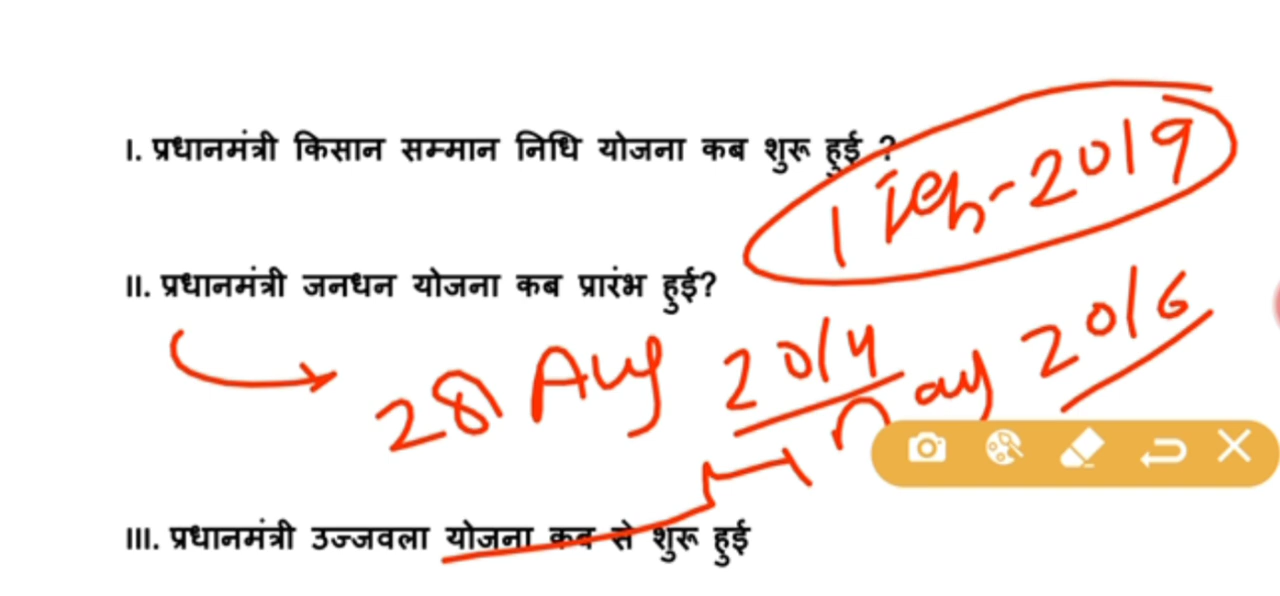 I. प्रधानमंत्री किसान सम्मान निधि योजना कब शुरू हुई ?
1 Feb-2019
II. प्रधानमंत्री जनधन योजना कब प्रारंभ हुई?
28 Aug 2014
May 2016
III. प्रधानमंत्री उज्जवला योजना कब से शुरू हुई